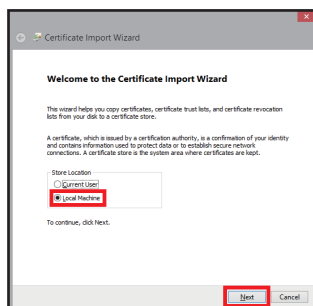 Certificate Import Wizard
Welcome to the Certificate Import Wizard
This wizard helps you copy certificates, certificate trust lists, and certificate revocation
lists from your disk to a certificate store.
A certificate, which is issued by a certification authority, is a confirmation of your identity
and contains information used to protect data or to establish secure network
connections. A certificate store is the system area where certificates are kept.
Store Location
Current User
Local Machine
To continue, click Next.
Next Cancel